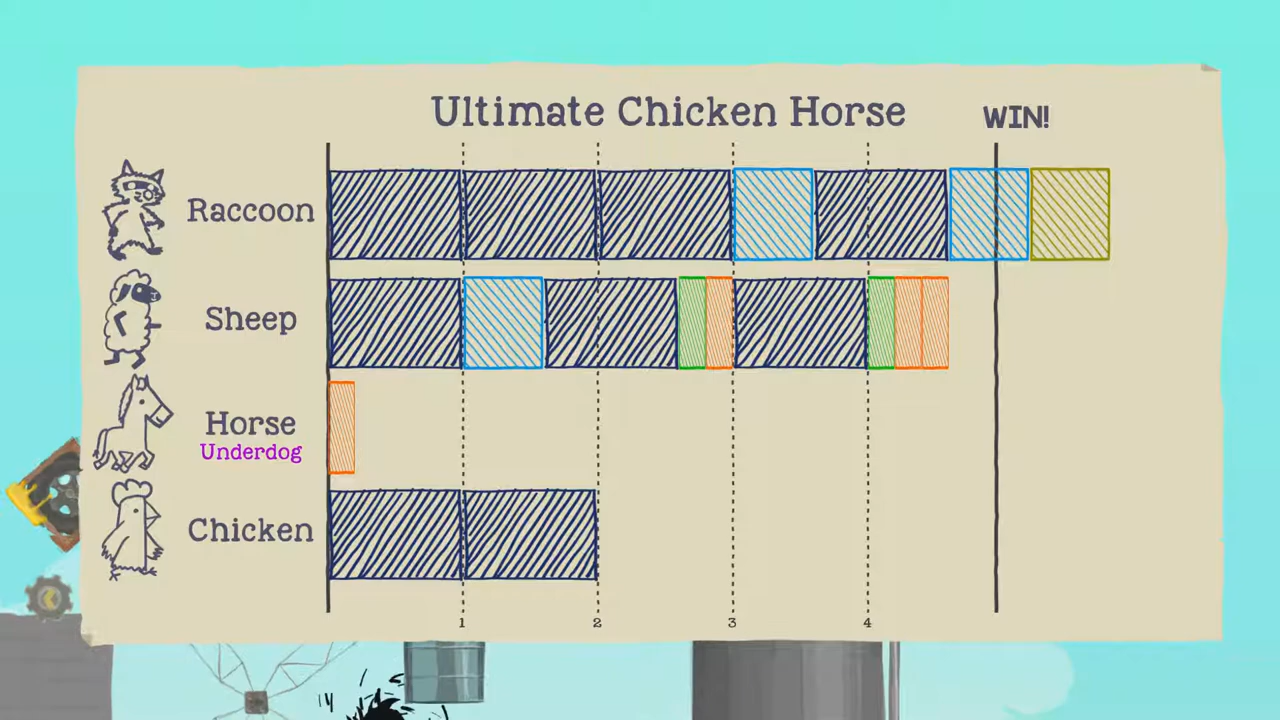 Ultimate Chicken Horse
WIN!
Raccoon
Sheep
Horse
Underdog
Chicken
1 2 3 4